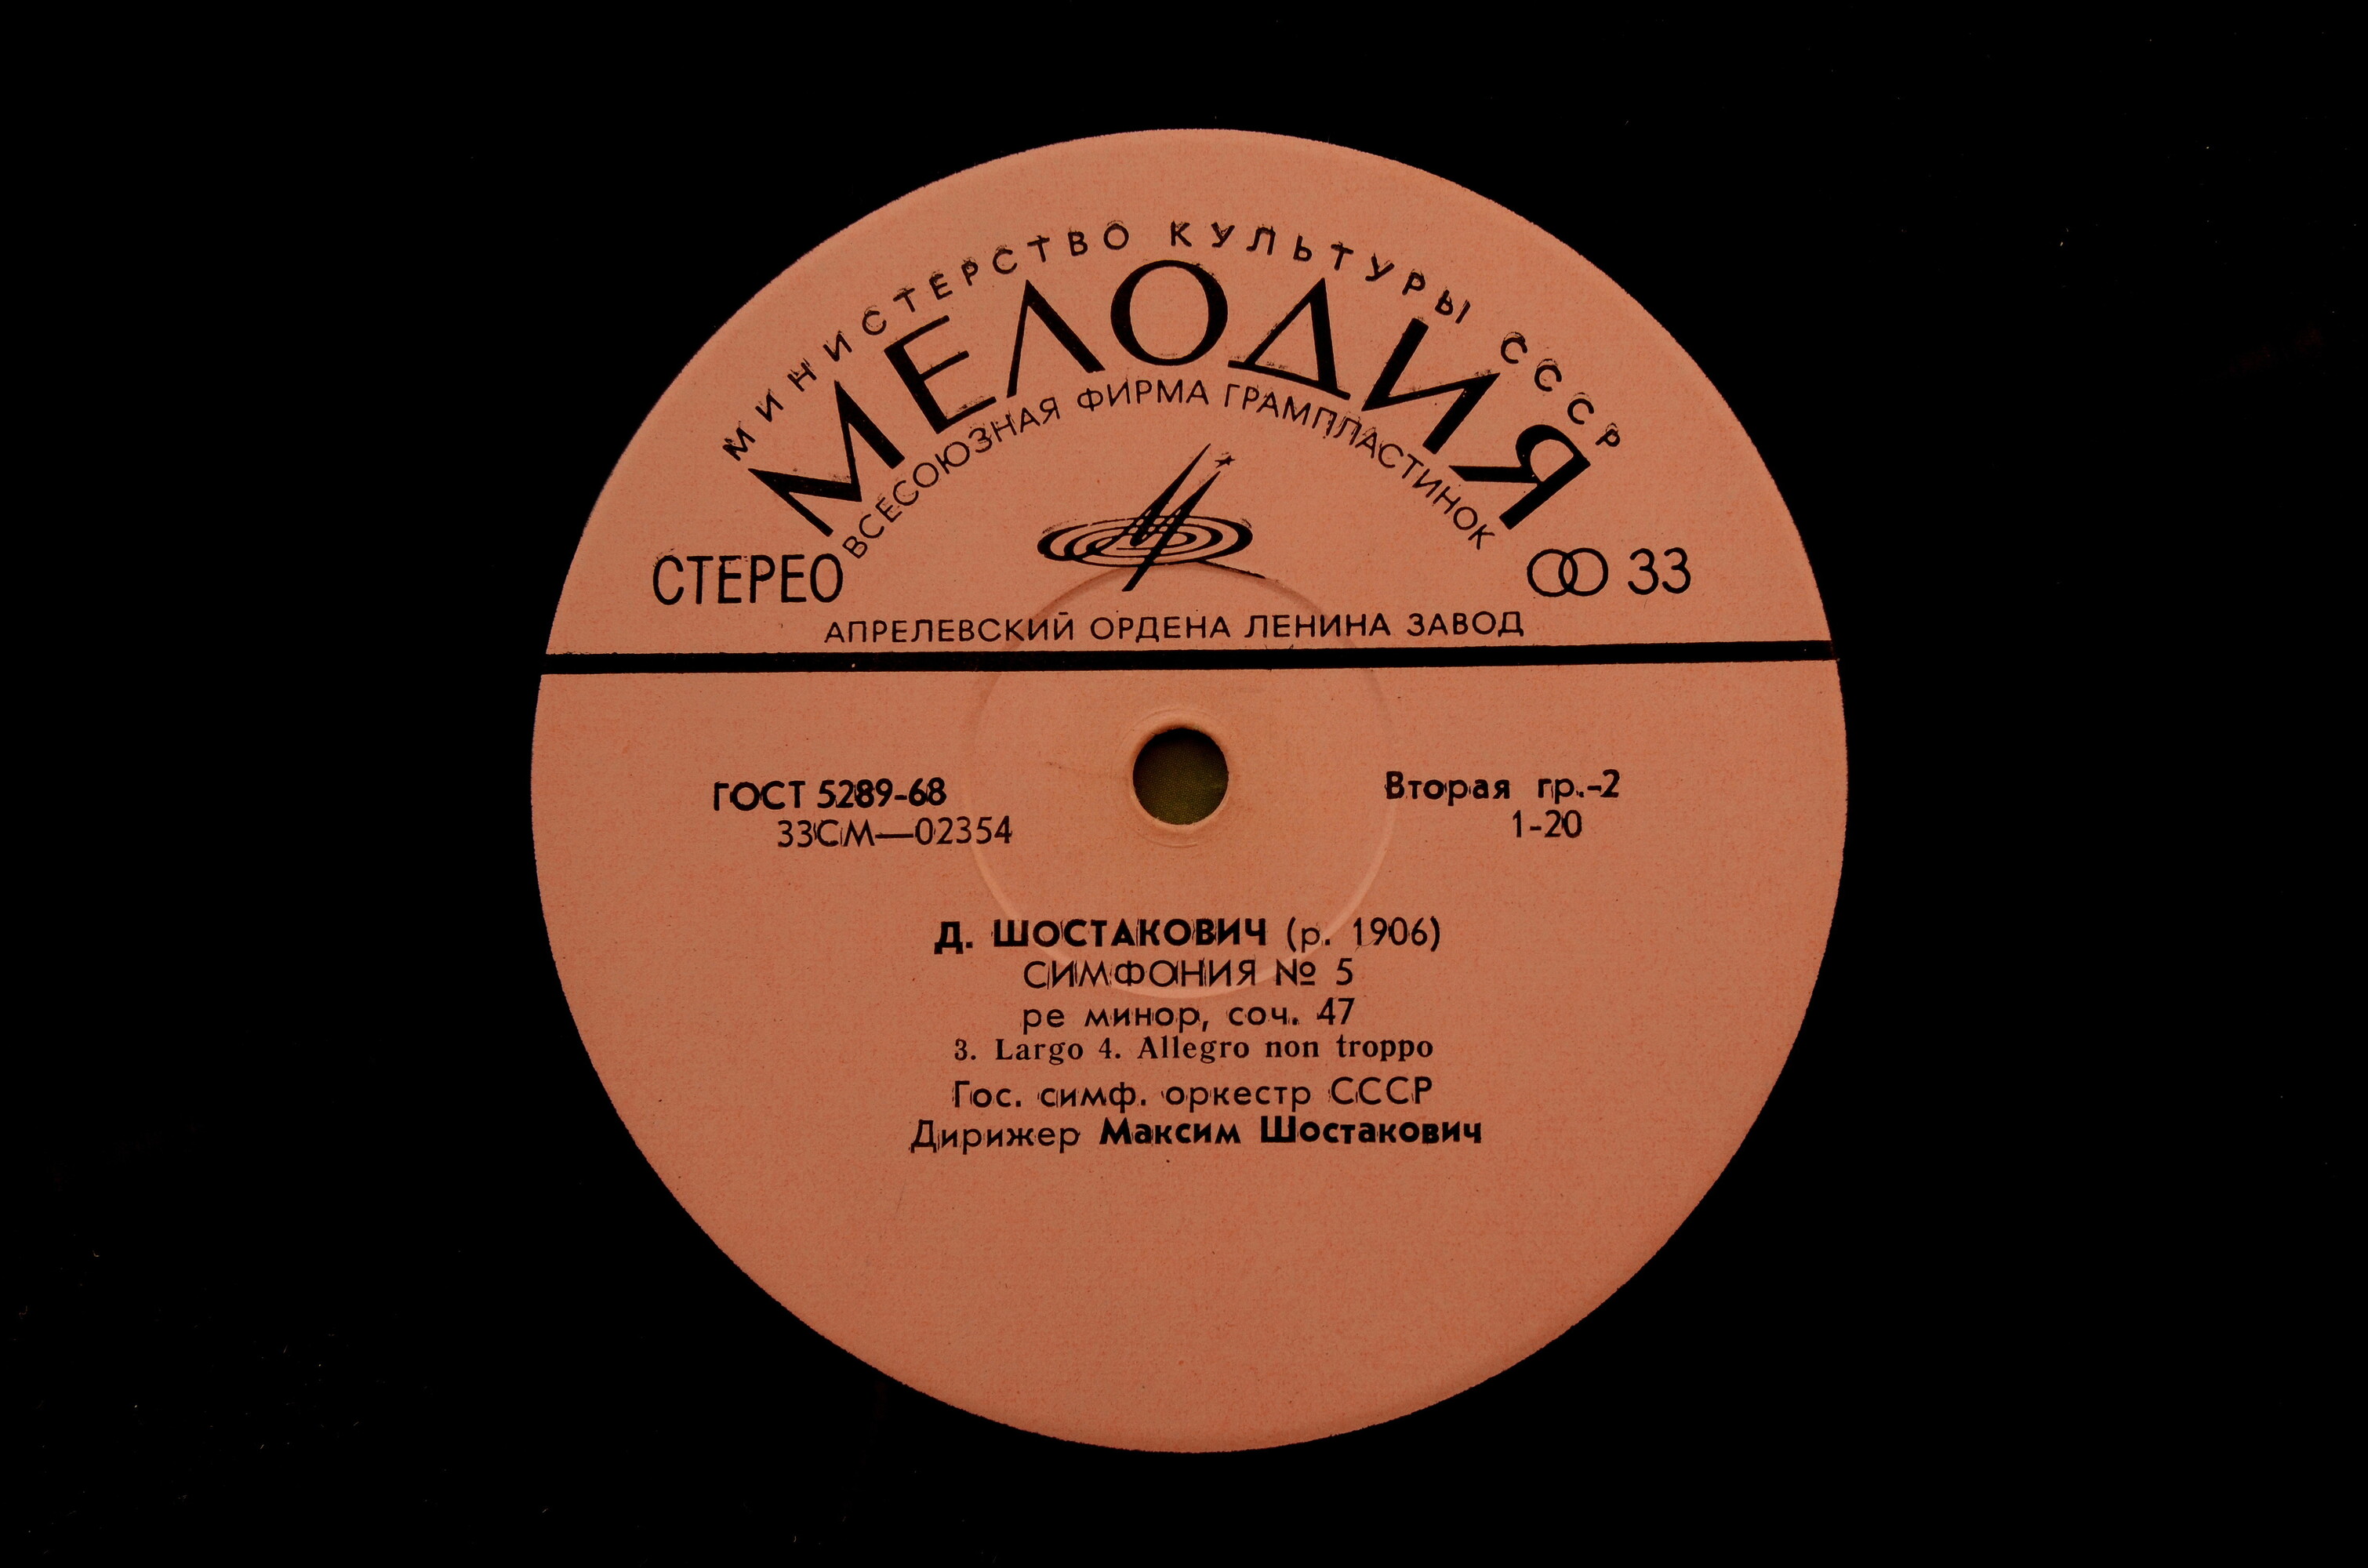 МИНИСТЕРСТВО КУЛЬТУРЫ СССР
МЕЛОДИЯ
ВСЕСОЮЗНАЯ ФИРМА ГРАМПЛАСТИНОК
СТЕРЕО 33
АПРЕЛЕВСКИЙ ОРДЕНА ЛЕНИНА ЗАВОД
ГОСТ 5289-68 Вторая гр.-2
33СМ—02354 1-20
Д. ШОСТАКОВИЧ (р. 1906)
СИМФОНИЯ № 5
ре минор, соч. 47
3. Largo 4. Allegro non troppo
Гос. симф. оркестр СССР
Дирижер Максим Шостакович